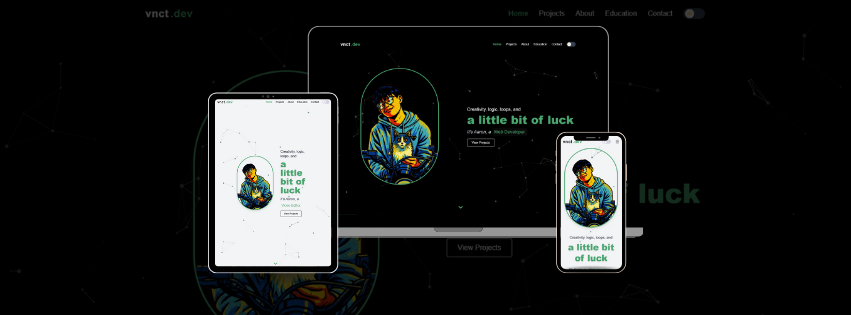 vnct.dev
Home Projects About Education Contact
vnct.dev
Home Projects About Education Contact
Creativity, logic, loops, and
a little bit of luck
it's Aaron, a Web Developer
View Projects
vnct.dev
Home Projects About Education Contact
Creativity, logic,
loops, and
a
little
bit of
luck
it's Aaron, a
View Projects
vnct.dev
Creativity, logic, loops, and
a little bit
of luck
luck
View Projects